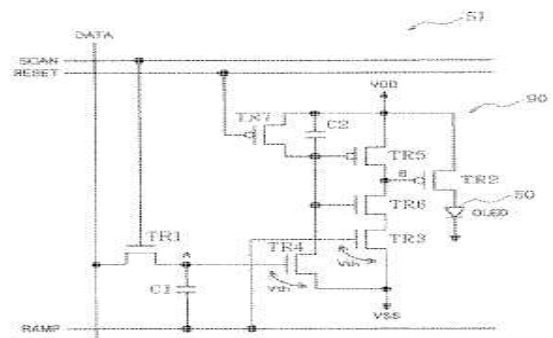 51
DATA
SCAN
RESET
VDD
90
TR7
C2
TR5
B
TR2
50
OLED
TR6
TR1
A
TR4
TR3
Vth
Vth
C1
VSS
RAMP